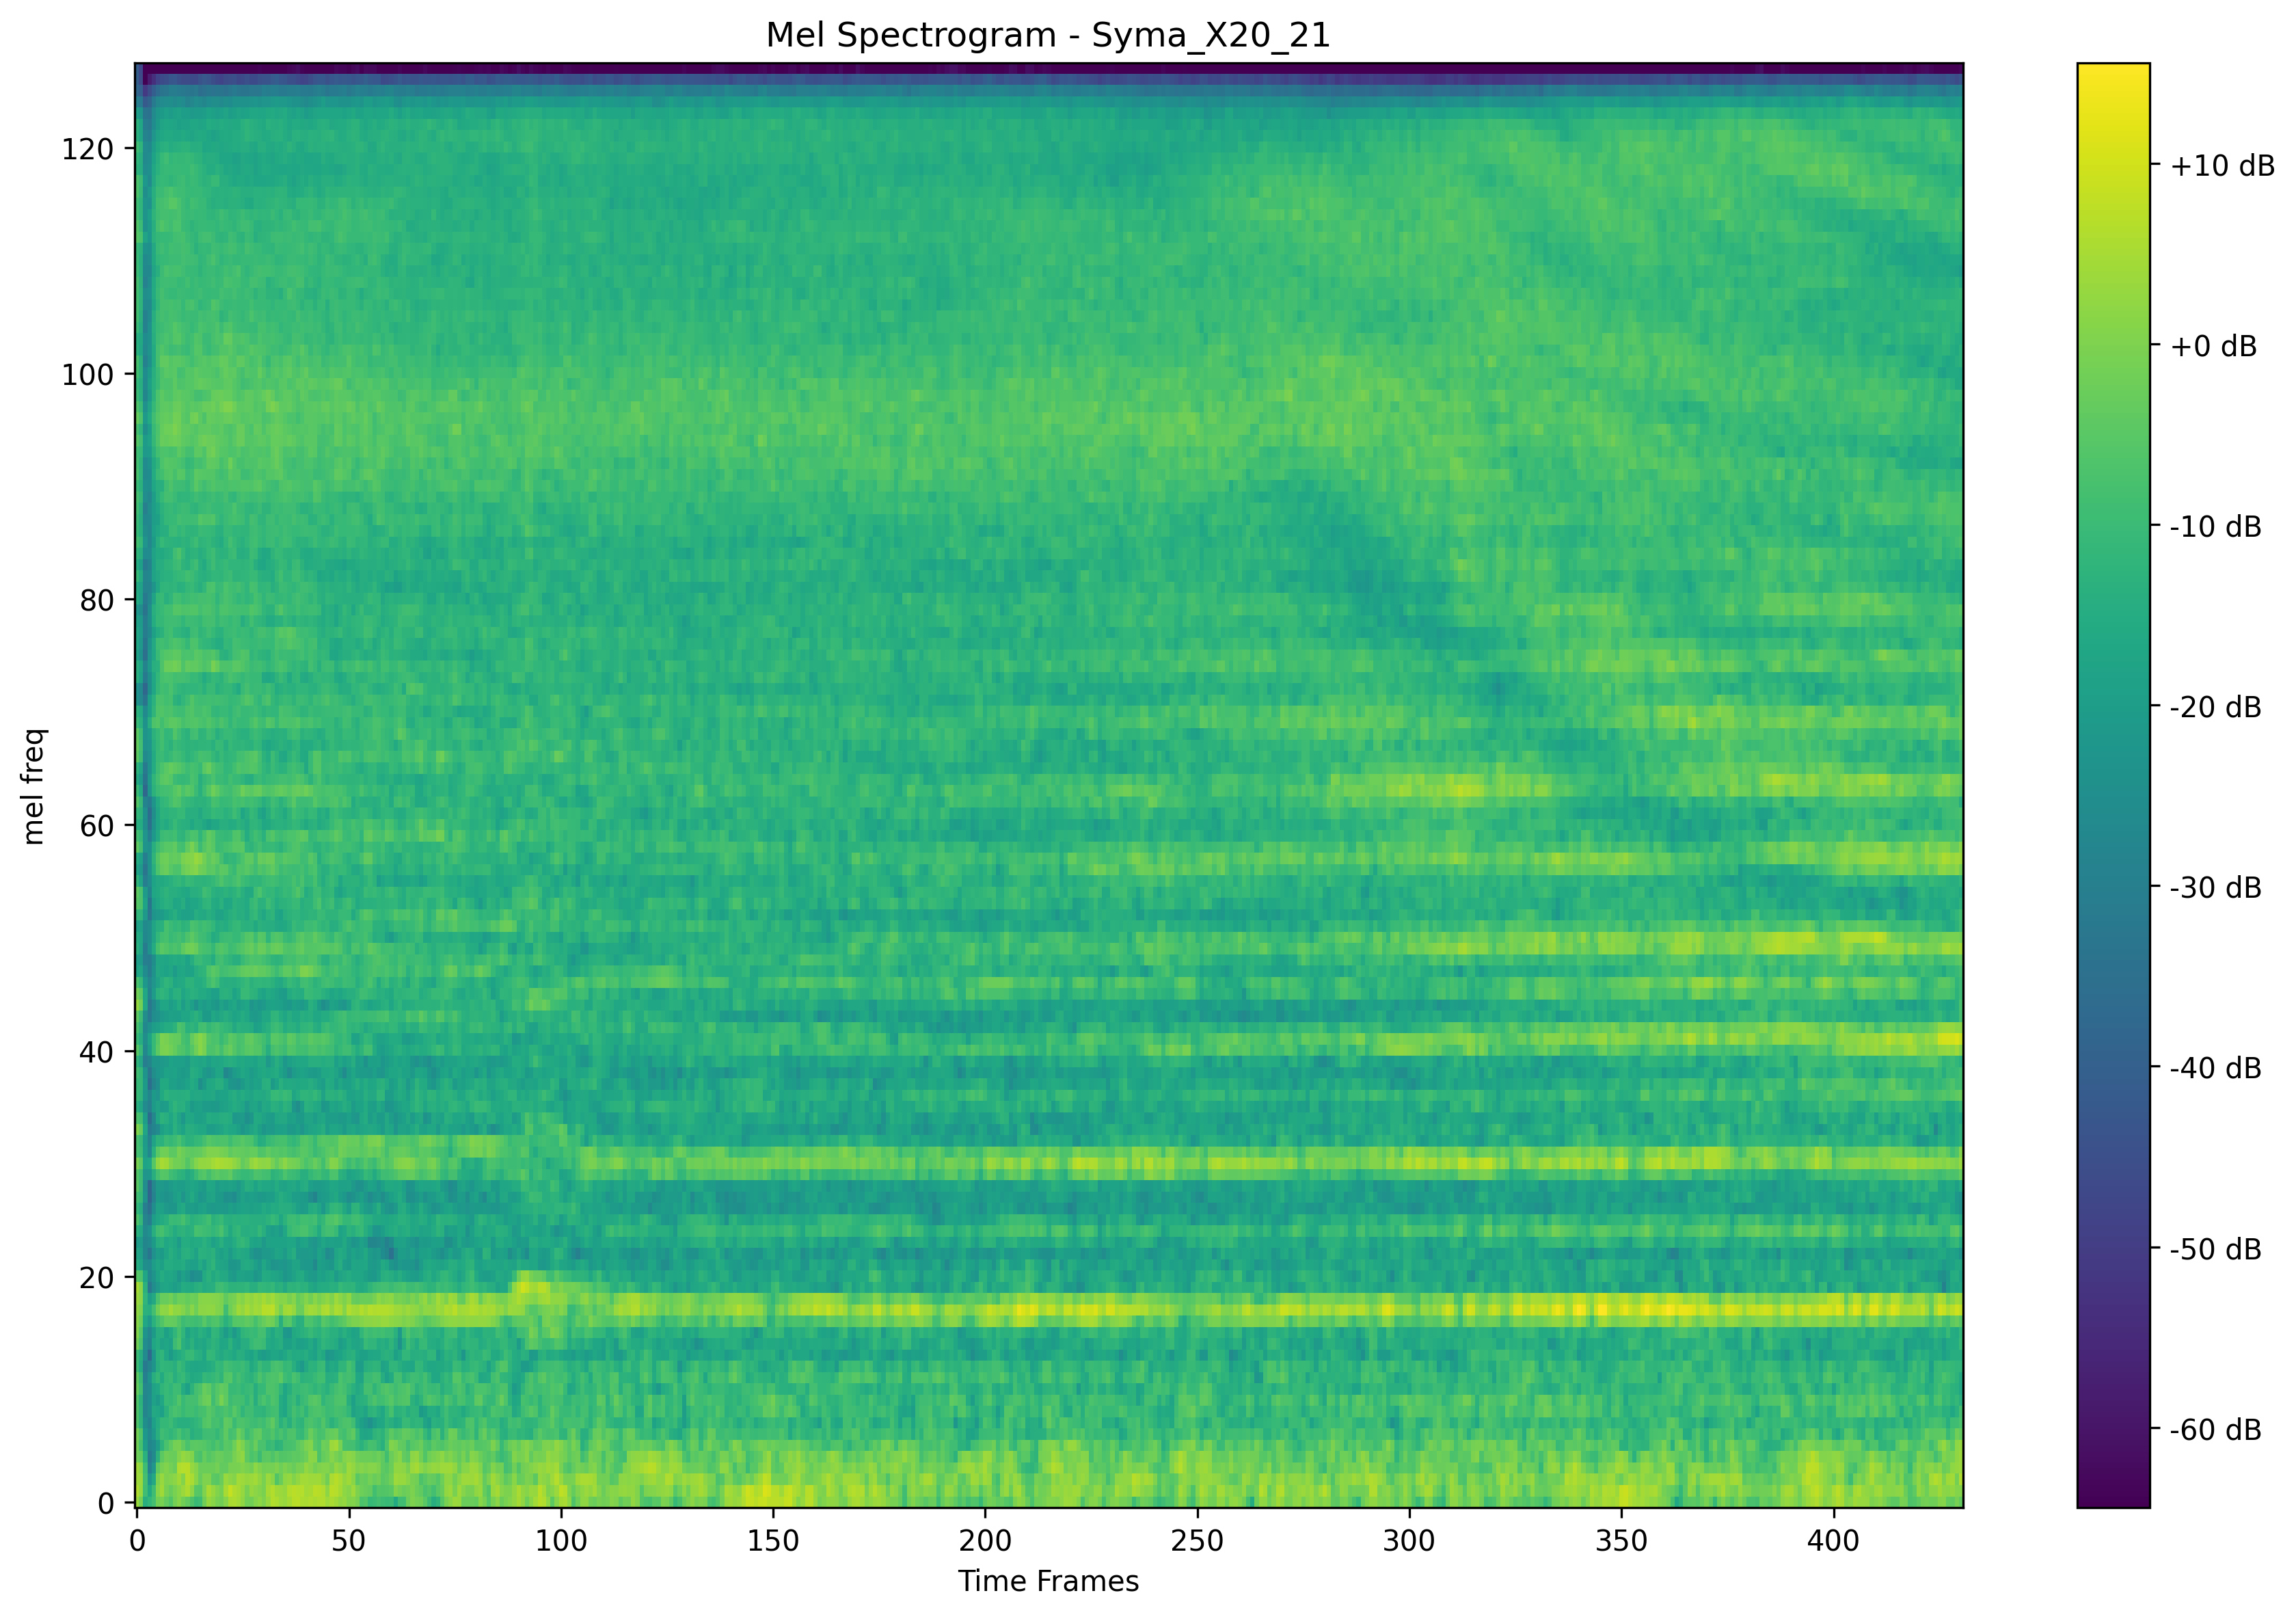 Mel Spectrogram - Syma_X20_21
mel freq
120
100
80
60
40
20
0
0 50 100 150 200 250 300 350 400
Time Frames
+10 dB
+0 dB
-10 dB
-20 dB
-30 dB
-40 dB
-50 dB
-60 dB